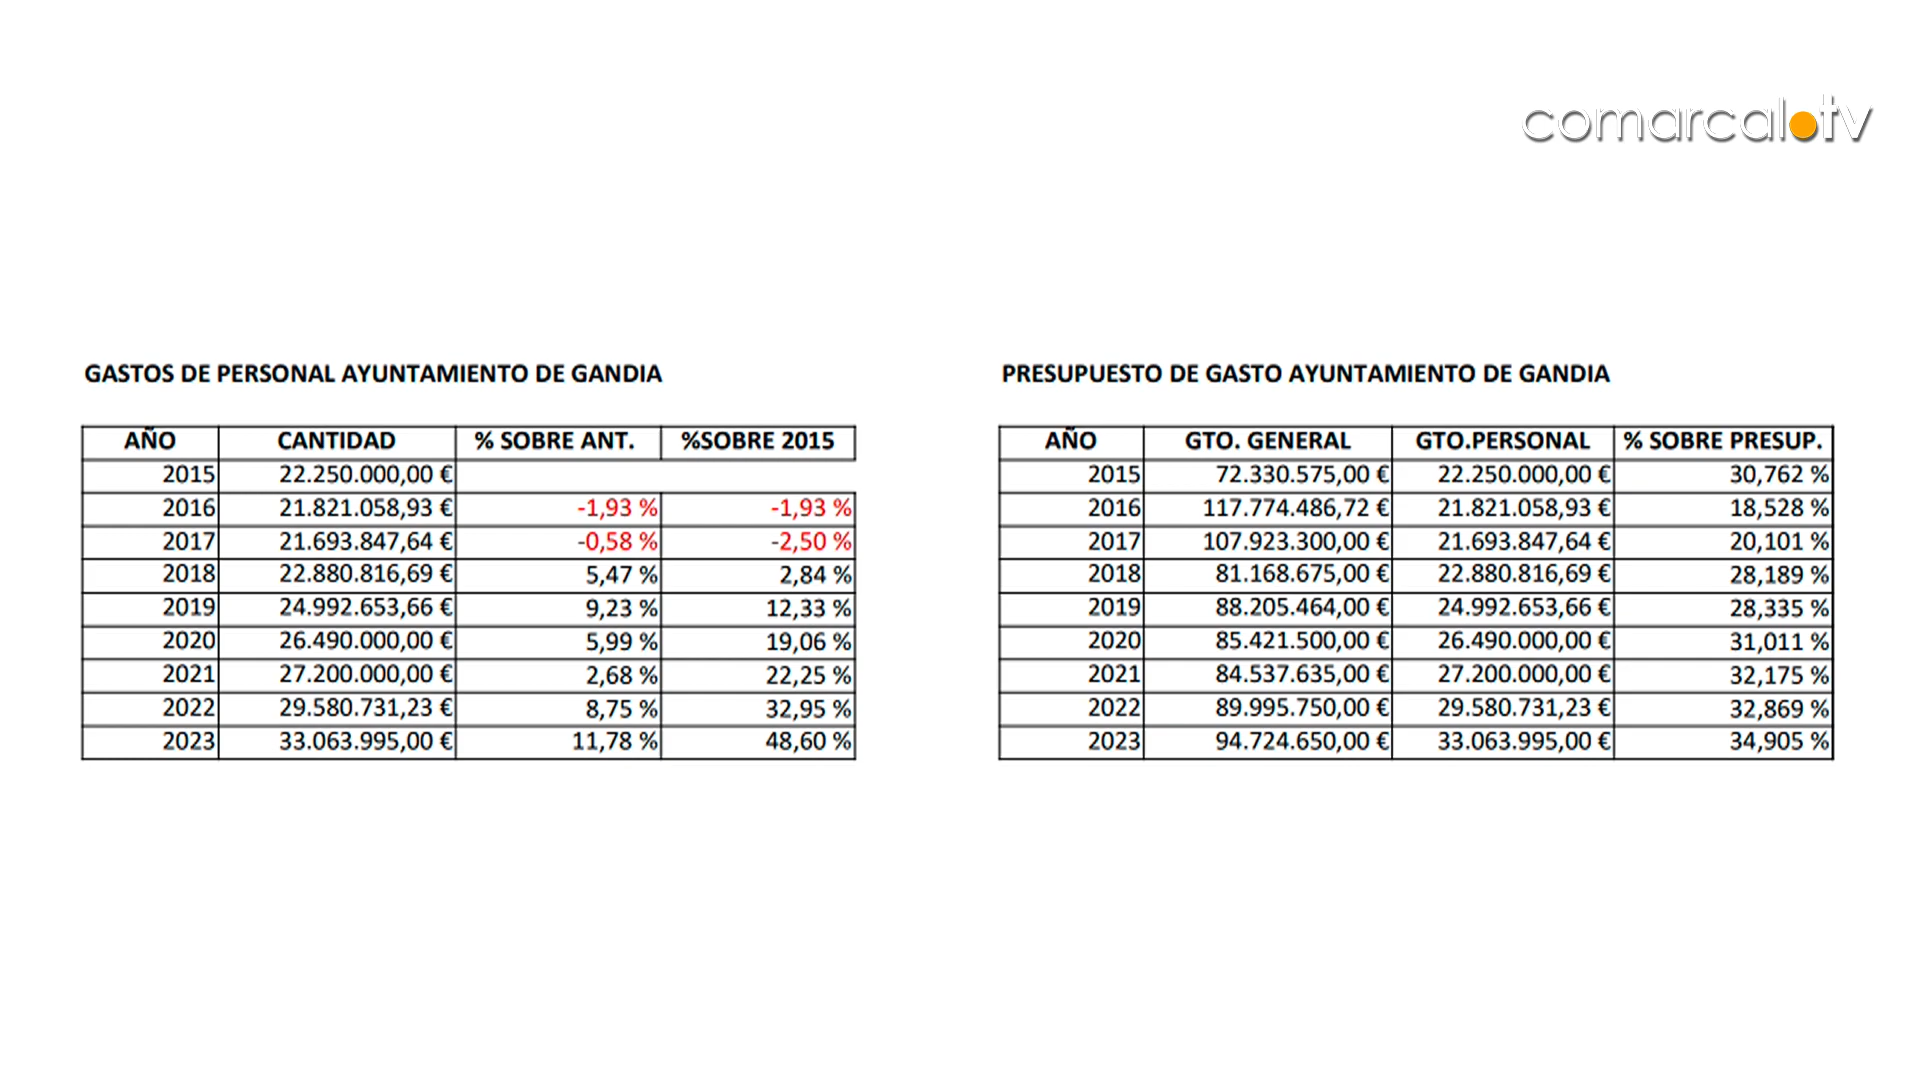 comarcal.tv
GASTOS DE PERSONAL AYUNTAMIENTO DE GANDIA
AÑO CANTIDAD % SOBRE ANT. %SOBRE 2015
2015 22.250.000,00 €
2016 21.821.058,93 € -1,93 % -1,93 %
2017 21.693.847,64 € -0,58 % -2,50 %
2018 22.880.816,69 € 5,47 % 2,84 %
2019 24.992.653,66 € 9,23 % 12,33 %
2020 26.490.000,00 € 5,99 % 19,06 %
2021 27.200.000,00 € 2,68 % 22,25 %
2022 29.580.731,23 € 8,75 % 32,95 %
2023 33.063.995,00 € 11,78 % 48,60 %
PRESUPUESTO DE GASTO AYUNTAMIENTO DE GANDIA
AÑO GTO. GENERAL GTO.PERSONAL % SOBRE PRESUP.
2015 72.330.575,00 € 22.250.000,00 € 30,762 %
2016 117.774.486,72 € 21.821.058,93 € 18,528 %
2017 107.923.300,00 € 21.693.847,64 € 20,101 %
2018 81.168.675,00 € 22.880.816,69 € 28,189 %
2019 88.205.464,00 € 24.992.653,66 € 28,335 %
2020 85.421.500,00 € 26.490.000,00 € 31,011 %
2021 84.537.635,00 € 27.200.000,00 € 32,175 %
2022 89.995.750,00 € 29.580.731,23 € 32,869 %
2023 94.724.650,00 € 33.063.995,00 € 34,905 %